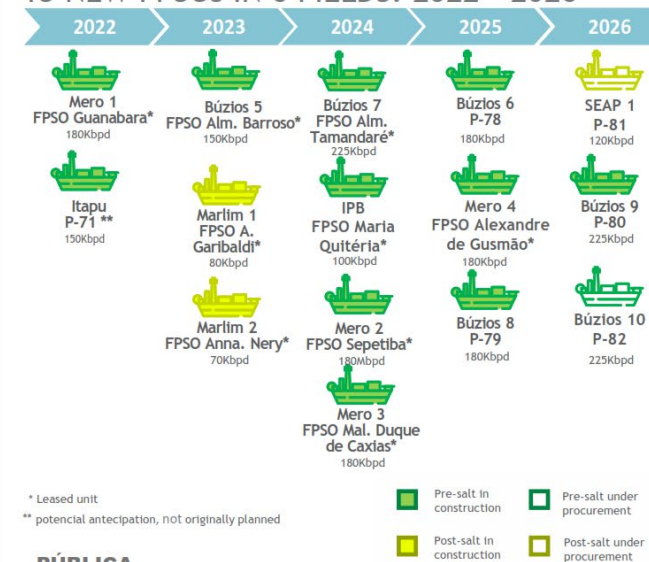 2022
2023
2024
2025
2026
Mero 1
FPSO Guanabara*
180Kbpd
Itapu
P-71 **
150Kbpd
Búzios 5
FPSO Alm. Barroso*
150Kbpd
Marlim 1
FPSO A.
Garibaldi*
80Kbpd
Marlim 2
FPSO Anna. Nery*
70Kbpd
Búzios 7
FPSO Alm.
Tamandaré*
225Kbpd
IPB
FPSO Maria
Quitéria*
100Kbpd
Mero 2
FPSO Sepetiba*
180Mbpd
Mero 3
FPSO Mal. Duque
de Caxias*
180Kbpd
Búzios 6
P-78
180Kbpd
Mero 4
FPSO Alexandre
de Gusmão*
180Kbpd
Búzios 8
P-79
180Kbpd
SEAP 1
P-81
120Kbpd
Búzios 9
P-80
225Kbpd
Búzios 10
P-82
225Kbpd
* Leased unit
** potencial antecipation, not originally planned
Pre-salt in
construction
Pre-salt under
procurement
Post-salt in
construction
Post-salt under
procurement
PÚBLICA